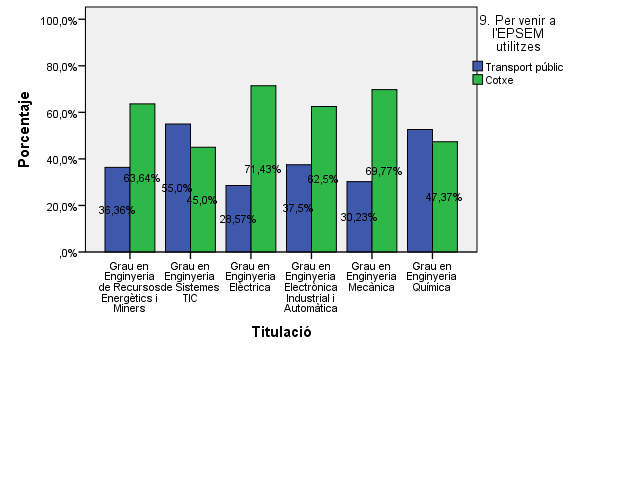 9. Per venir a
l'EPSEM
utilitzes
Transport públic
Cotxe
Porcentaje
100,0%
80,0%
60,0%
40,0%
20,0%
,0%
36,36%
63,64%
55,0%
45,0%
28,57%
71,43%
37,5%
62,5%
30,23%
69,77%
47,37%
Grau en
Enginyeria
de Recursos
Energètics i
Miners
Grau en
Enginyeria
de Sistemes
TIC
Grau en
Enginyeria
Elèctrica
Grau en
Enginyeria
Electrònica
Industrial i
Automàtica
Grau en
Enginyeria
Mecànica
Grau en
Enginyeria
Química
Titulació